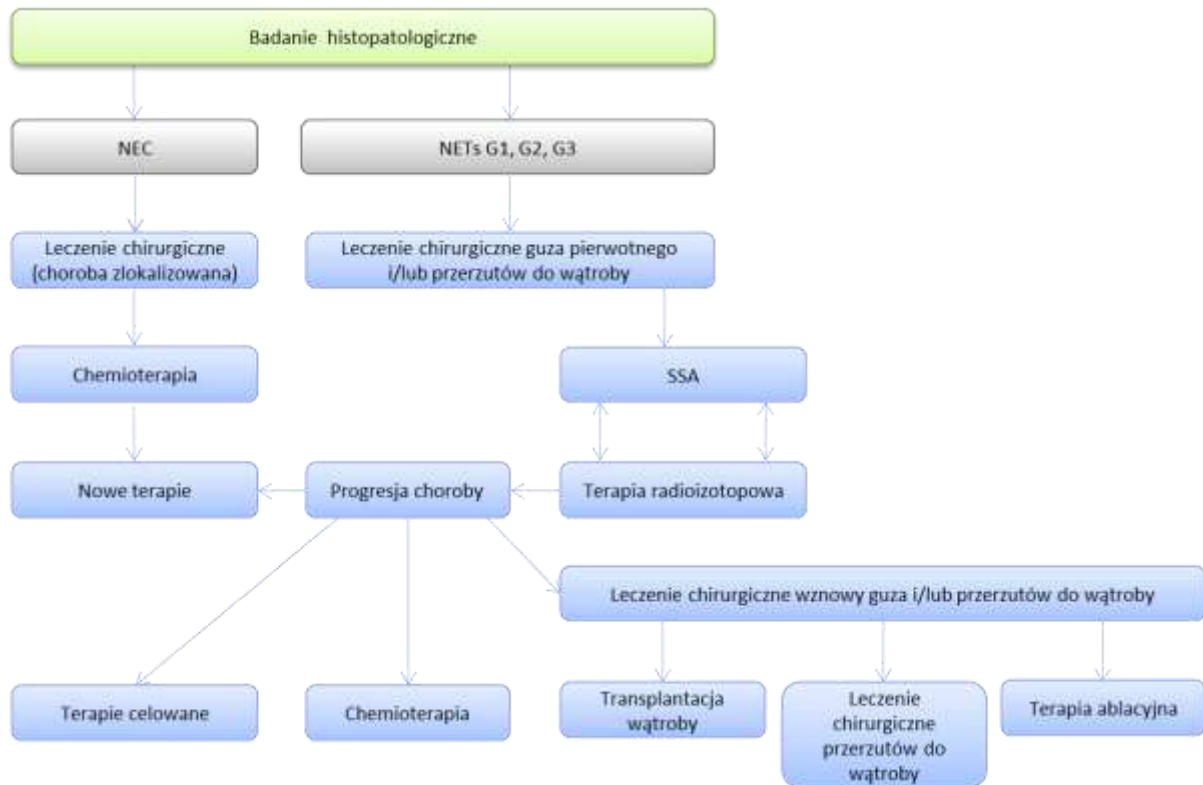 Badanie histopatologiczne
NEC
NETs G1, G2, G3
Leczenie chirurgiczne
(choroba zlokalizowana)
Leczenie chirurgiczne guza pierwotnego
i/lub przerzutów do wątroby
Chemioterapia
SSA
Nowe terapie
Progresja choroby
Terapia radioizotopowa
Leczenie chirurgiczne wznowy guza i/lub przerzutów do wątroby
Terapie celowane
Chemioterapia
Transplantacja
wątroby
Leczenie
chirurgiczne
przerzutów do
wątroby
Terapia ablacyjna